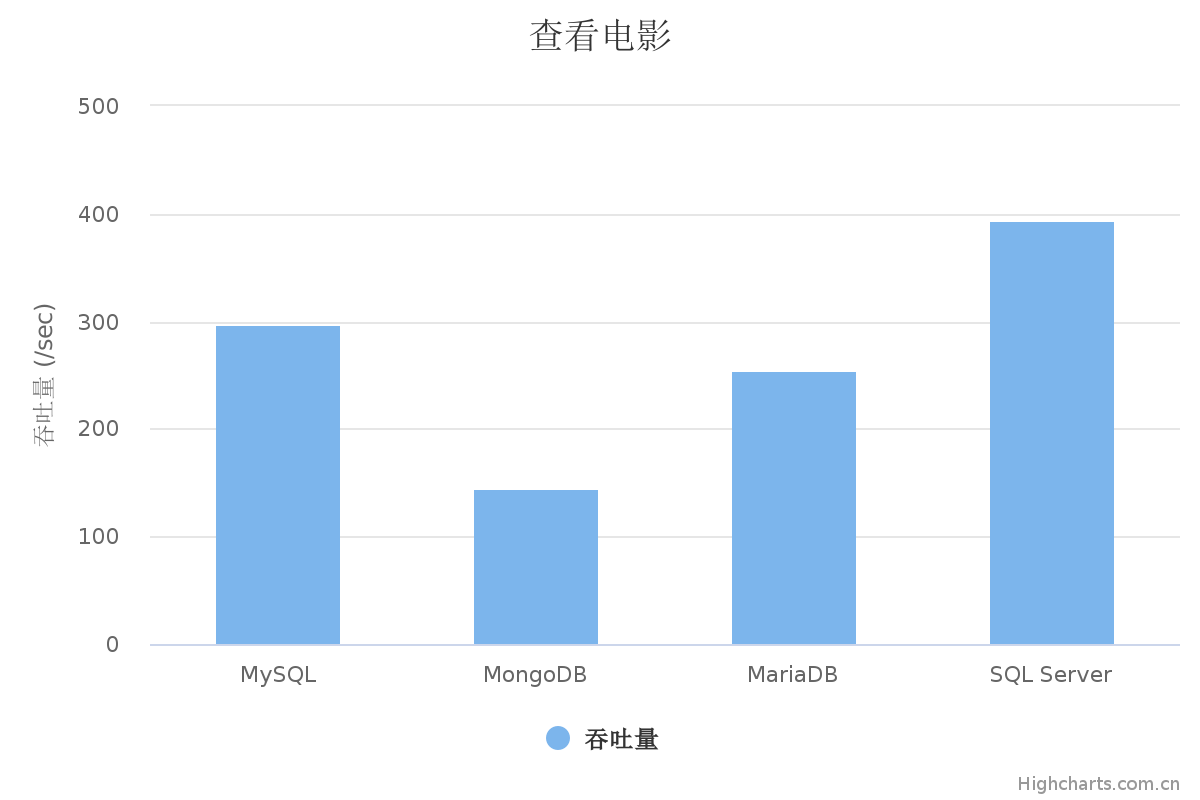 查看电影
500
400
300
200
100
0
吞吐量 (/sec)
MySQL
MongoDB
MariaDB
SQL Server
吞吐量
Highcharts.com.cn